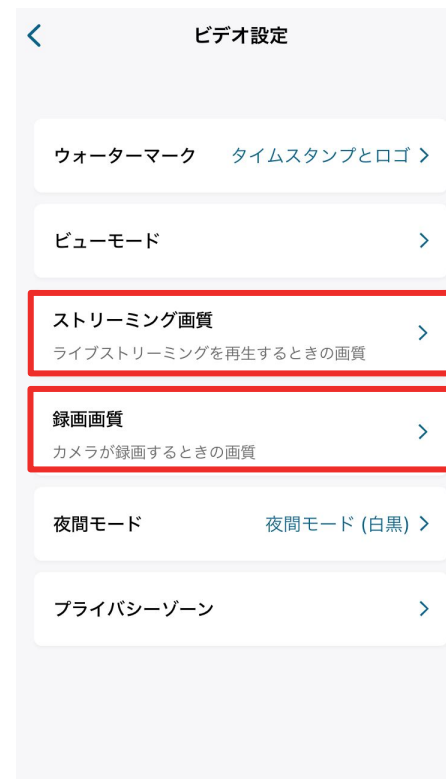 ビデオ設定
ウォーターマーク タイムスタンプとロゴ
ビューモード
ストリーミング画質
ライブストリーミングを再生するときの画質
録画画質
カメラが録画するときの画質
夜間モード 夜間モード (白黒)
プライバシーゾーン